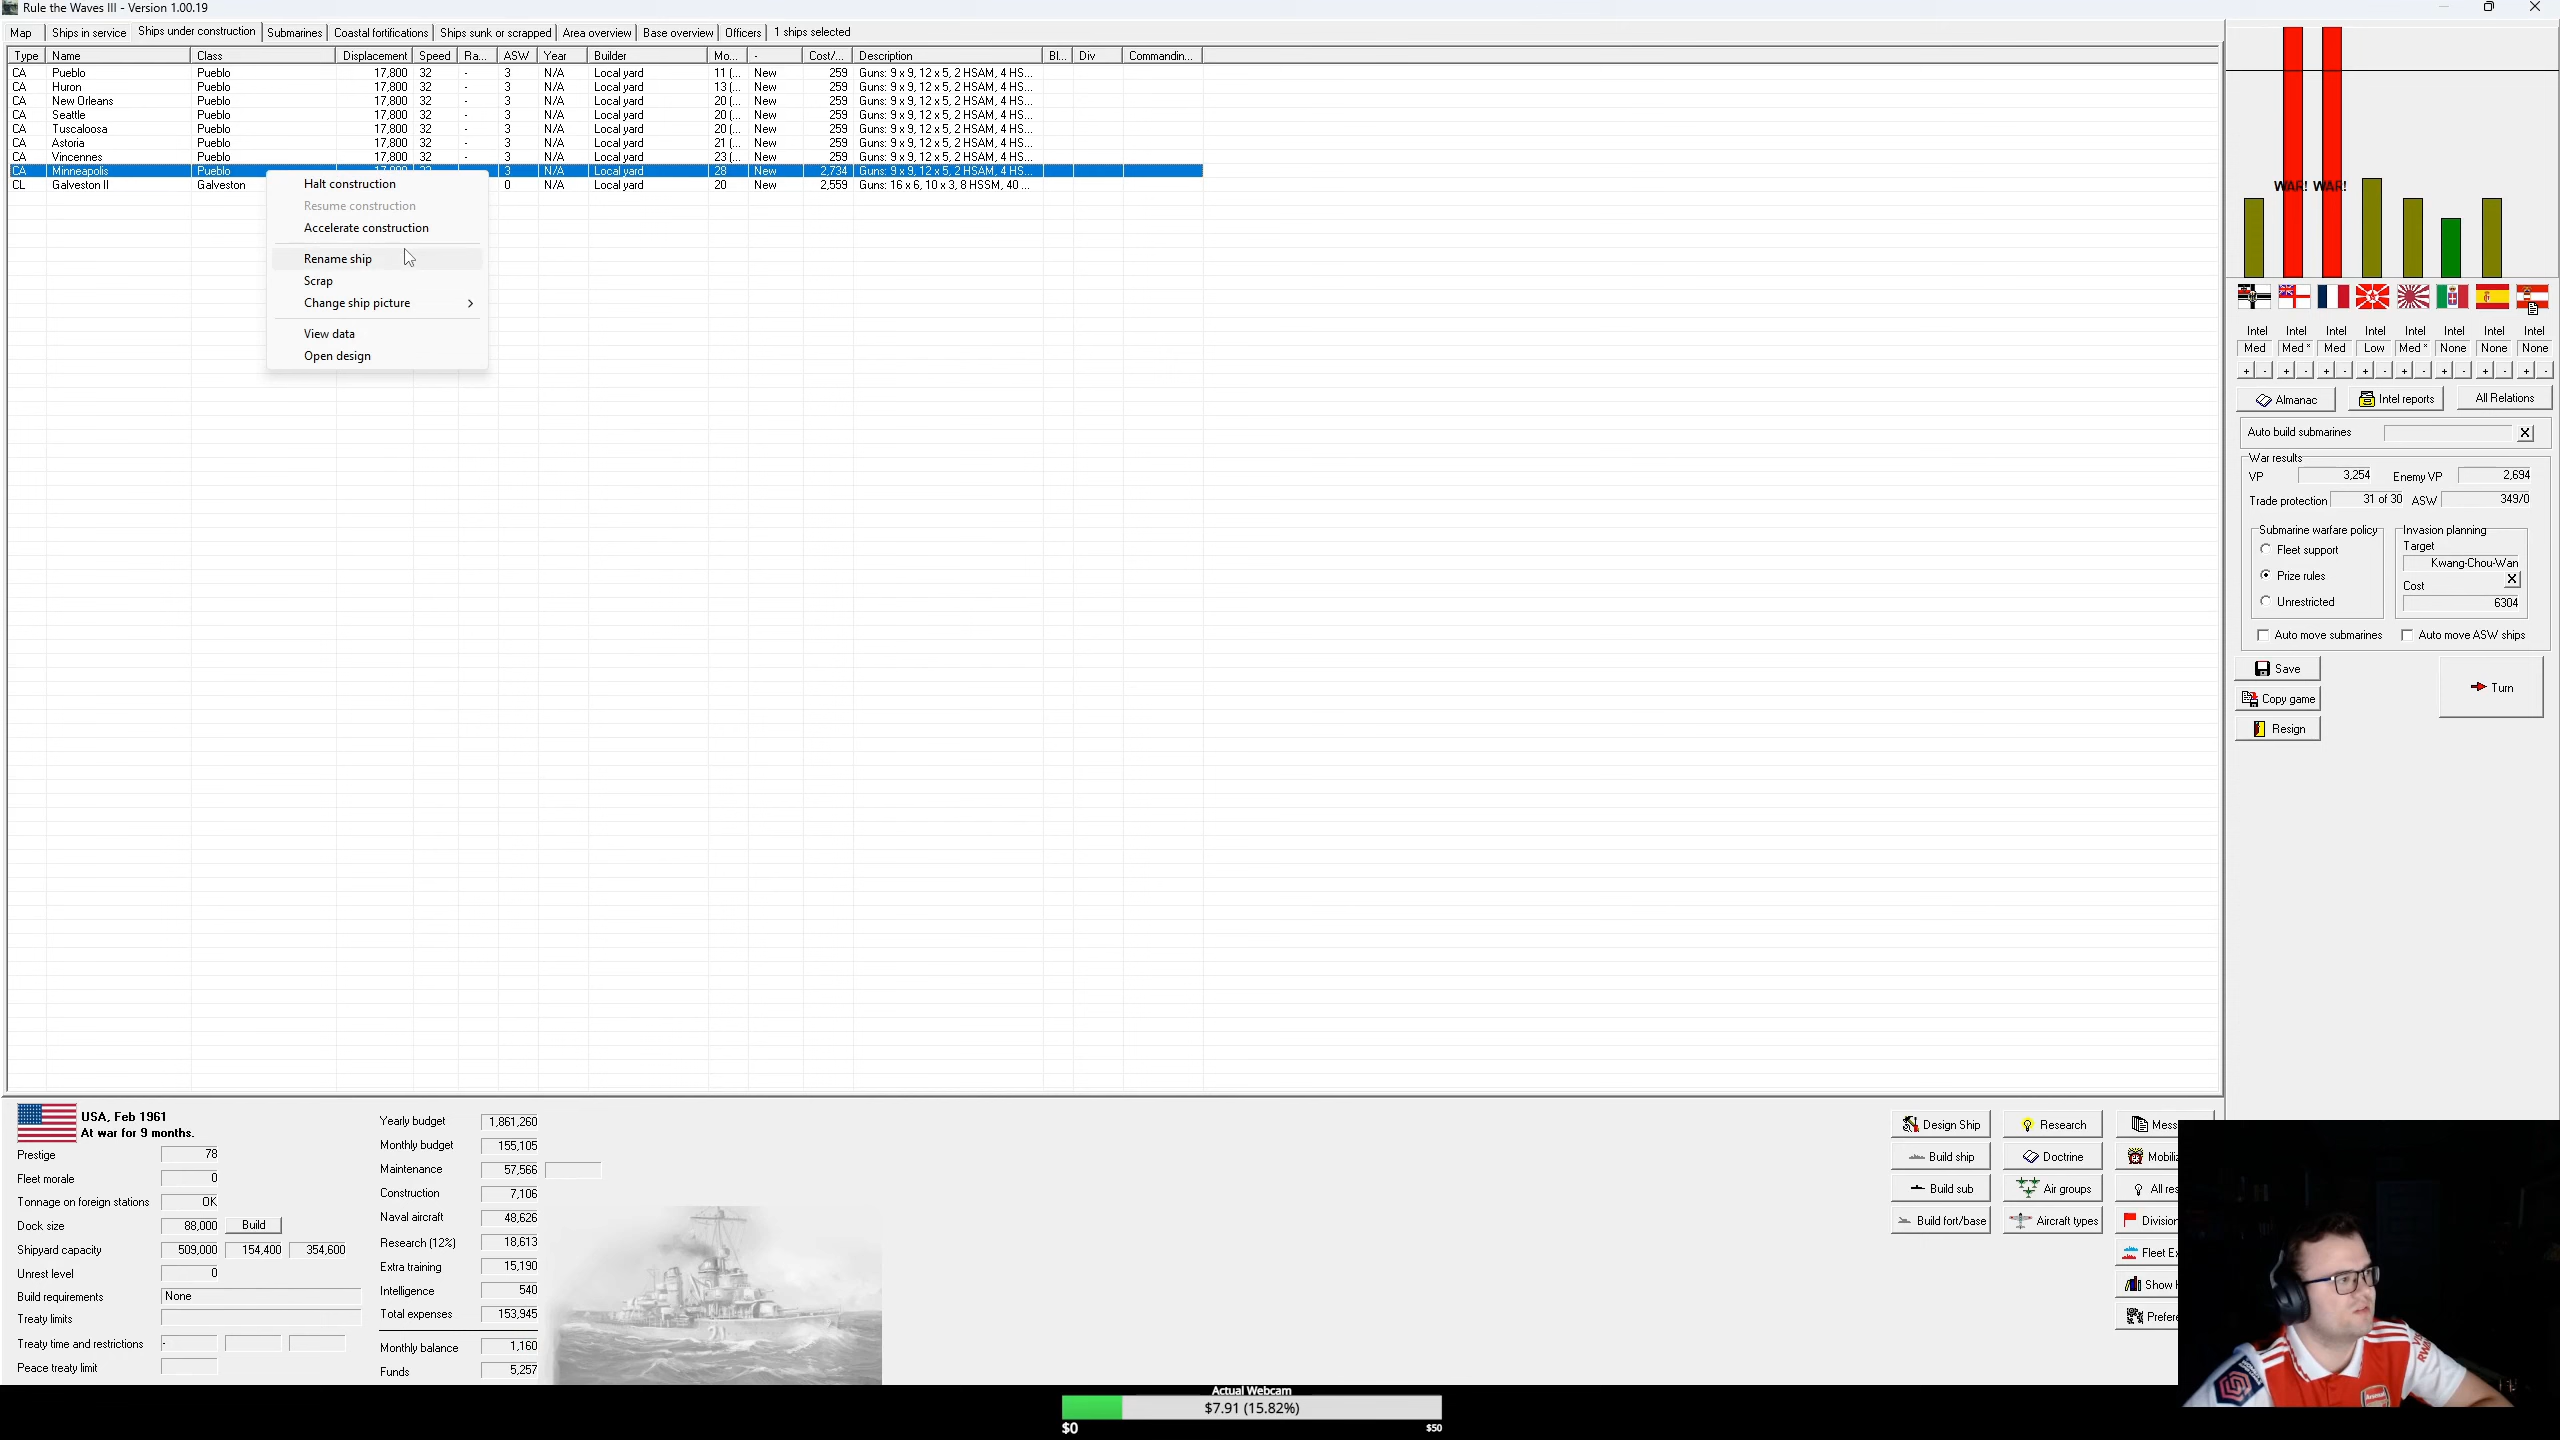 Rule the Waves III - Version 1.00.19
Map Ships in service Ships under construction Submarines Coastal fortifications Ships sunk or scrapped Area overview Base overview Officers 1 ships selected
Type Name Class Displacement Speed Ra... ASW Year Builder Mo... - Cost/... Description Bl... Div Commandin...
CA Pueblo Pueblo 17,800 32 - 3 N/A Local yard 11 (... New 259 Guns: 9 x 9, 12 x 5, 2 HSAM, 4 HS...
CA Huron Pueblo 17,800 32 - 3 N/A Local yard 13 (... New 259 Guns: 9 x 9, 12 x 5, 2 HSAM, 4 HS...
CA New Orleans Pueblo 17,800 32 - 3 N/A Local yard 20 (... New 259 Guns: 9 x 9, 12 x 5, 2 HSAM, 4 HS...
CA Seattle Pueblo 17,800 32 - 3 N/A Local yard 20 (... New 259 Guns: 9 x 9, 12 x 5, 2 HSAM, 4 HS...
CA Tuscaloosa Pueblo 17,800 32 - 3 N/A Local yard 20 (... New 259 Guns: 9 x 9, 12 x 5, 2 HSAM, 4 HS...
CA Astoria Pueblo 17,800 32 - 3 N/A Local yard 21 (... New 259 Guns: 9 x 9, 12 x 5, 2 HSAM, 4 HS...
CA Vincennes Pueblo 17,800 32 - 3 N/A Local yard 23 (... New 259 Guns: 9 x 9, 12 x 5, 2 HSAM, 4 HS...
CA Minneapolis Pueblo 3 N/A Local yard 28 New 2,734 Guns: 9 x 9, 12 x 5, 2 HSAM, 4 HS...
CL Galveston II Galveston 0 N/A Local yard 20 New 2,559 Guns: 16 x 6, 10 x 3, 8 HSSM, 40 ...
Halt construction
Resume construction
Accelerate construction
Rename ship
Scrap
Change ship picture
View data
Open design
WAR! WAR!
Intel Intel Intel Intel Intel Intel Intel Intel
Med Med * Med Low Med * None None None
+ - + - + - + - + - + - + - + -
Almanac Intel reports All Relations
Auto build submarines X
War results
VP 3,254 Enemy VP 2,694
Trade protection 31 of 30 ASW 349/0
Submarine warfare policy Invasion planning
Fleet support Target
Kwang-Chou-Wan
Prize rules Cost X
Unrestricted 6304
Auto move submarines Auto move ASW ships
Save
Copy game
Resign
Turn
USA, Feb 1961
At war for 9 months.
Prestige 78
Fleet morale 0
Tonnage on foreign stations OK
Dock size 88,000 Build
Shipyard capacity 509,000 154,400 354,600
Unrest level 0
Build requirements None
Treaty limits
Treaty time and restrictions -
Peace treaty limit
Yearly budget 1,861,260
Monthly budget 155,105
Maintenance 57,566
Construction 7,106
Naval aircraft 48,626
Research (12%) 18,613
Extra training 15,190
Intelligence 540
Total expenses 153,945
Monthly balance 1,160
Funds 5,257
Design Ship Research Mess
Build ship Doctrine Mobiliz
Build sub Air groups All res
Build fort/base Aircraft types Division
Fleet Ex
Show
Prefere
Actual Webcam
$7.91 (15.82%)
$0 $50
Arsenal